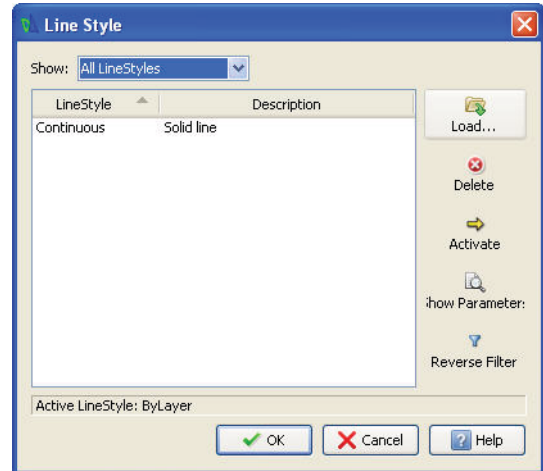 Line Style
Show: All LineStyles
LineStyle Description
Continuous Solid line
Load...
Delete
Activate
how Parameter:
Reverse Filter
Active LineStyle: ByLayer
OK Cancel Help